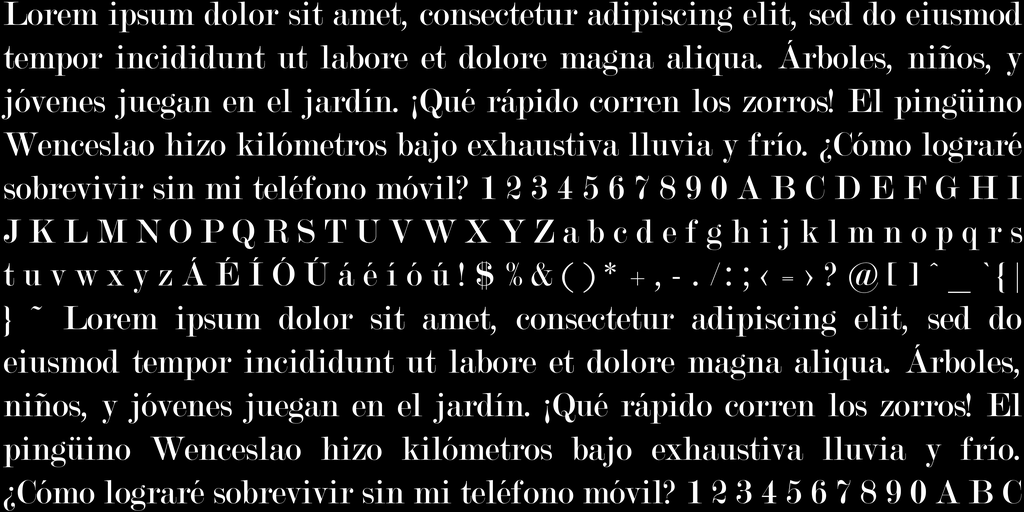 Lorem ipsum dolor sit amet, consectetur adipiscing elit, sed do eiusmod
tempor incididunt ut labore et dolore magna aliqua. Árboles, niños, y
jóvenes juegan en el jardín. ¡Qué rápido corren los zorros! El pingüino
Wenceslao hizo kilómetros bajo exhaustiva lluvia y frío. ¿Cómo lograré
sobrevivir sin mi teléfono móvil? 1 2 3 4 5 6 7 8 9 0 A B C D E F G H I
J K L M N O P Q R S T U V W X Y Z a b c d e f g h i j k l m n o p q r s
t u v w x y z Á É Í Ó Ú á é í ó ú ! $ % & ( ) * + , - . / : ; < = > ? @ [ ] ^ _ ` { |
} ~ Lorem ipsum dolor sit amet, consectetur adipiscing elit, sed do
eiusmod tempor incididunt ut labore et dolore magna aliqua. Árboles,
niños, y jóvenes juegan en el jardín. ¡Qué rápido corren los zorros! El
pingüino Wenceslao hizo kilómetros bajo exhaustiva lluvia y frío.
¿Cómo lograré sobrevivir sin mi teléfono móvil? 1 2 3 4 5 6 7 8 9 0 A B C